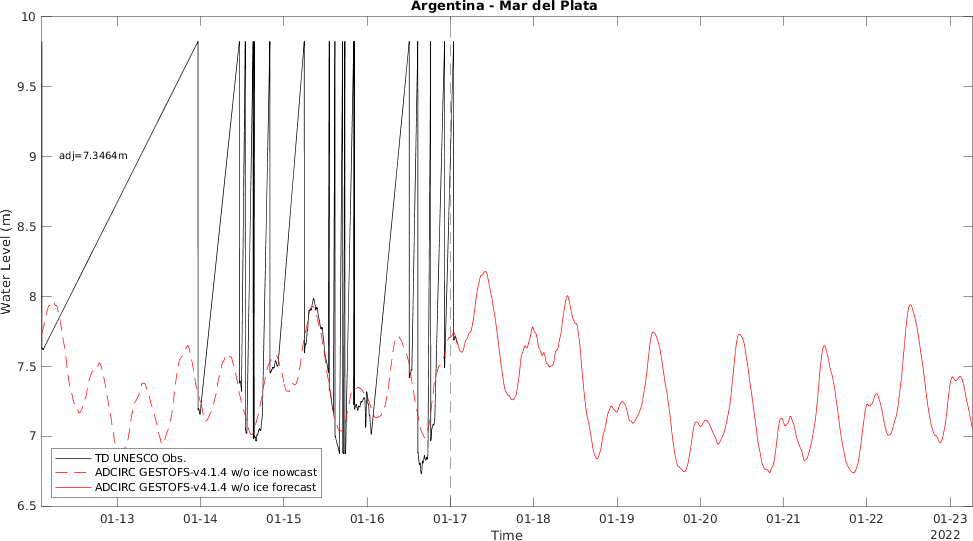 Argentina - Mar del Plata
10
9.5
9
8.5
8
7.5
7
6.5
Water Level (m)
adj=7.3464m
TD UNESCO Obs.
ADCIRC GESTOFS-v4.1.4 w/o ice nowcast
ADCIRC GESTOFS-v4.1.4 w/o ice forecast
01-13 01-14 01-15 01-16 01-17 01-18 01-19 01-20 01-21 01-22 01-23
2022
Time